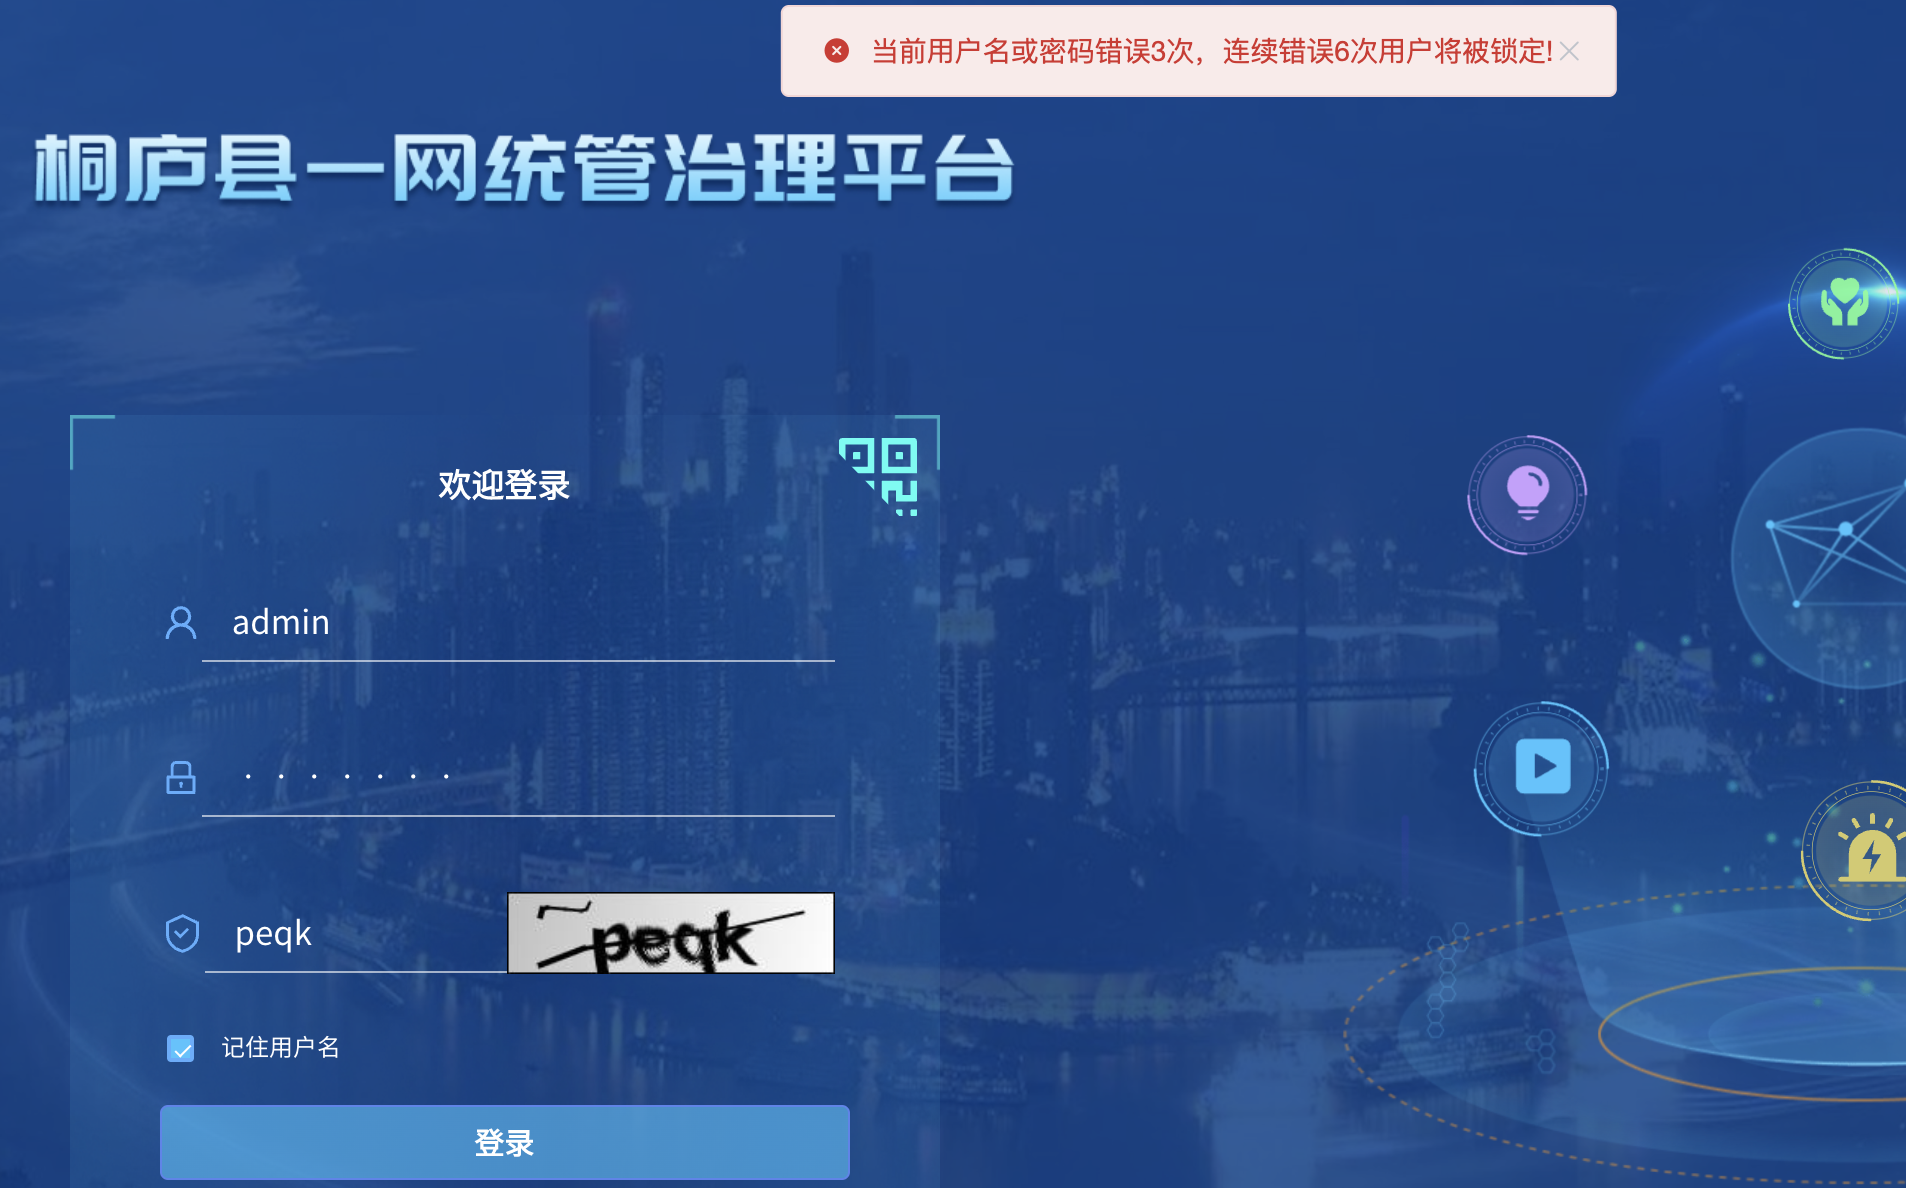 当前用户名或密码错误3次，连续错误6次用户将被锁定!
桐庐县一网统管治理平台
欢迎登录
admin
·······
peqk
peqk
记住用户名
登录